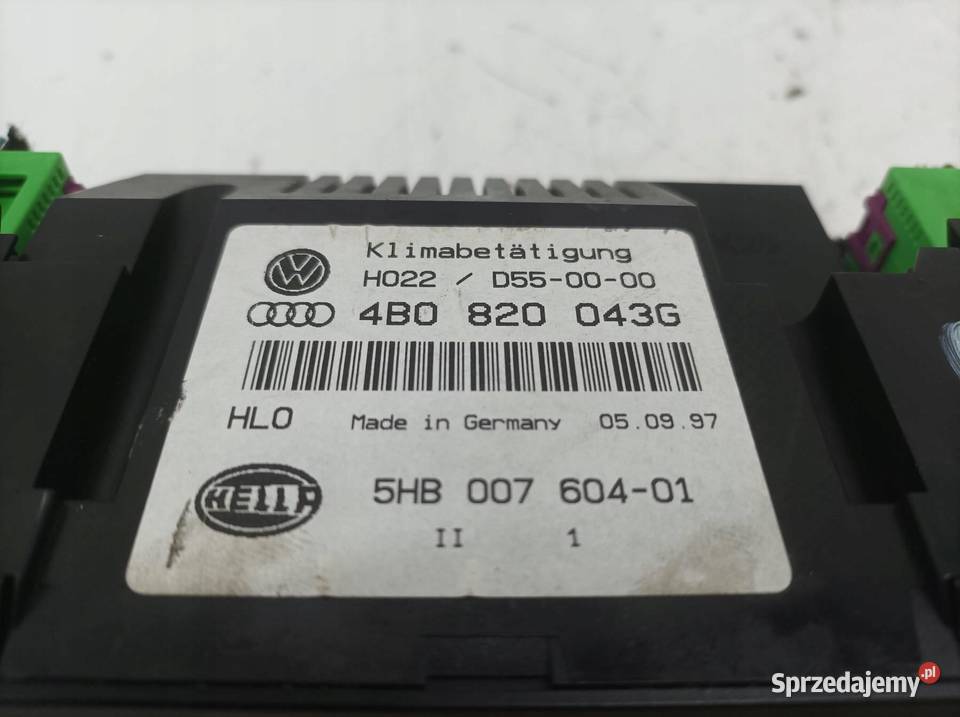 Klimabetätigung
H022 / D55-00-00
4B0 820 043G
HLO Made in Germany 05.09.97
HELLA 5HB 007 604-01
II 1
Sprzedajemy.pl